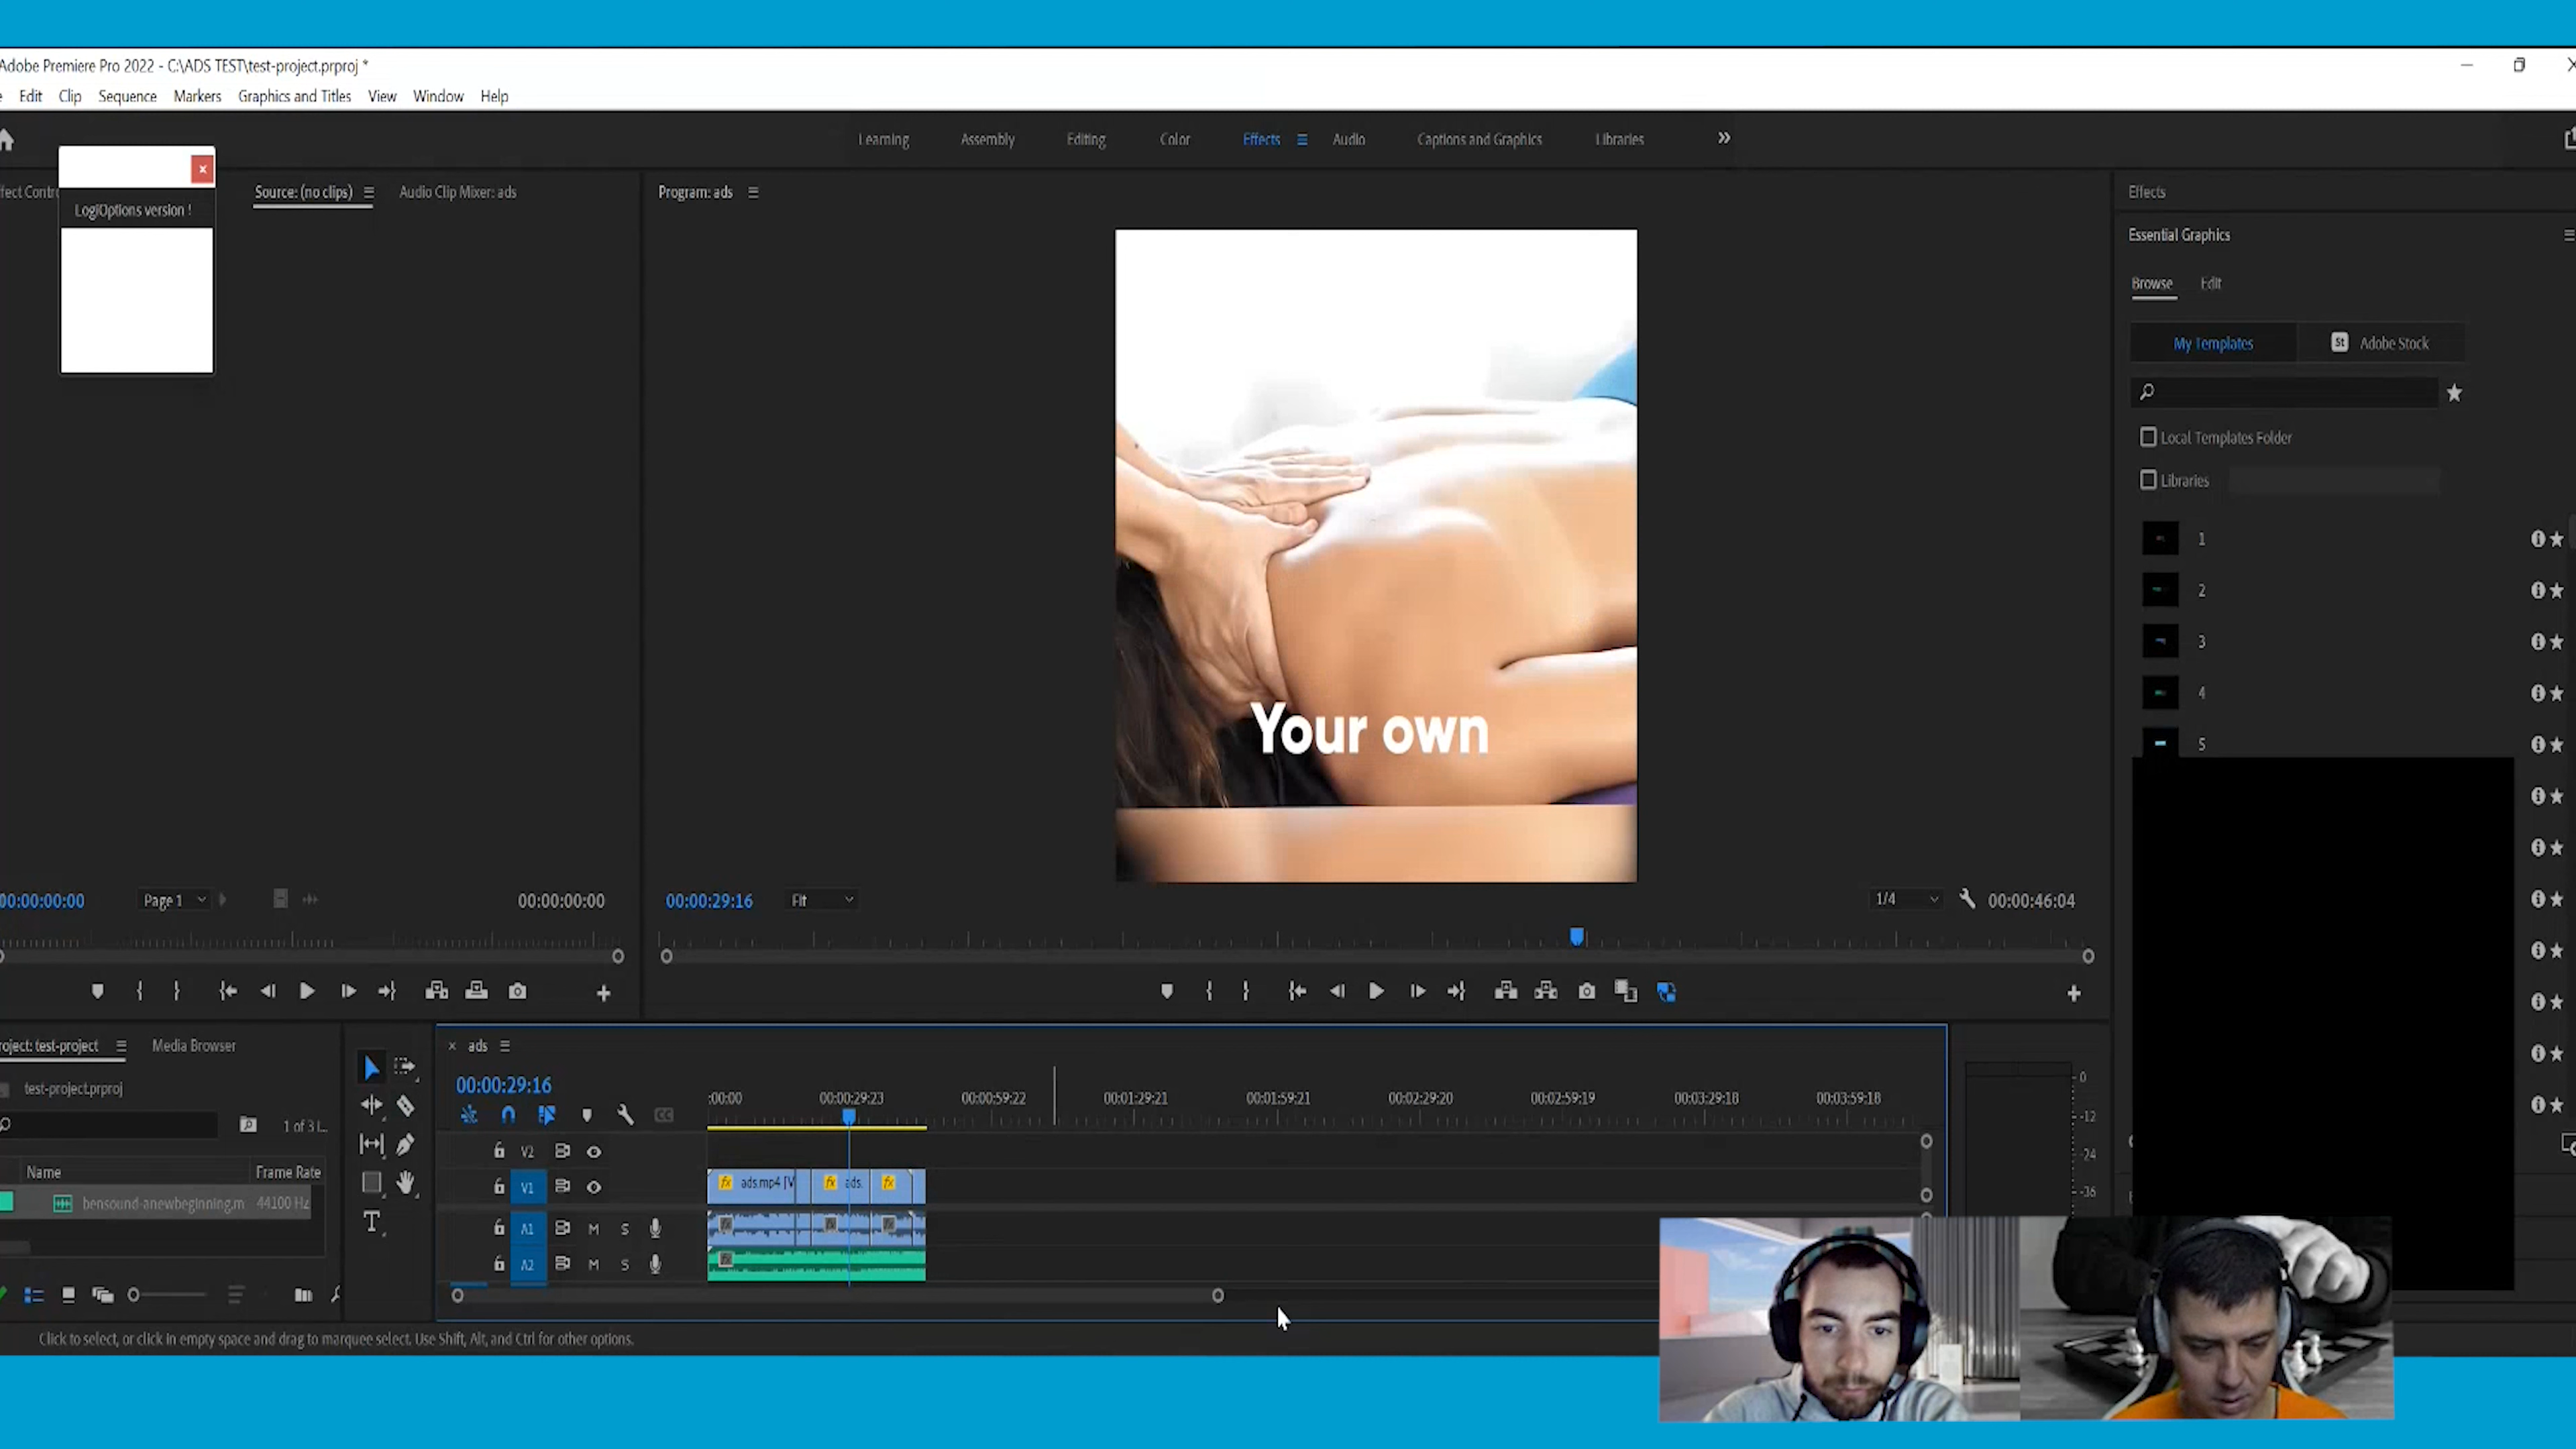 Adobe Premiere Pro 2022 - C:\ADS TEST\test-project.prproj *
Edit Clip Sequence Markers Graphics and Titles View Window Help
Learning Assembly Editing Color Effects Audio Captions and Graphics Libraries
Source: (no clips) Audio Clip Mixer: ads
Program: ads
Effects
LogiOptions version !
Essential Graphics
Browse Edit
My Templates St Adobe Stock
Local Templates Folder
Libraries
1
2
3
4
5
Your own
00:00:00:00 Page 1 00:00:00:00
00:00:29:16 Fit 1/4 00:00:46:04
test-project Media Browser
test-project.prproj
1 of 3 I...
Name Frame Rate
bensound-anewbeginning.m 44100 Hz
× ads
00:00:29:16
:00:00 00:00:29:23 00:00:59:22 00:01:29:21 00:01:59:21 00:02:29:20 00:02:59:19 00:03:29:18 00:03:59:18
V2
V1
ads.mp4 [V fx ads. fx
A1 M S
A2 M S
0
-12
-24
-36
Click to select, or click in empty space and drag to marquee select. Use Shift, Alt, and Ctrl for other options.